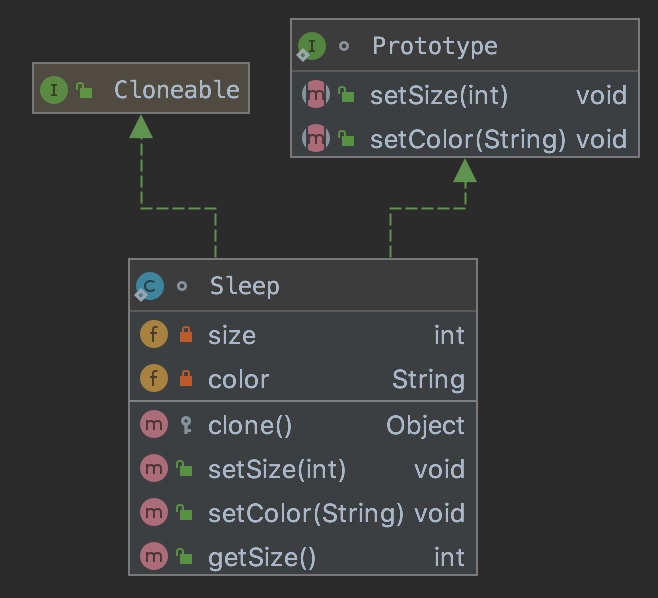 I Prototype
m setSize(int) void
m setColor(String) void
I Cloneable
C Sleep
f size int
f color String
m clone() Object
m setSize(int) void
m setColor(String) void
m getSize() int